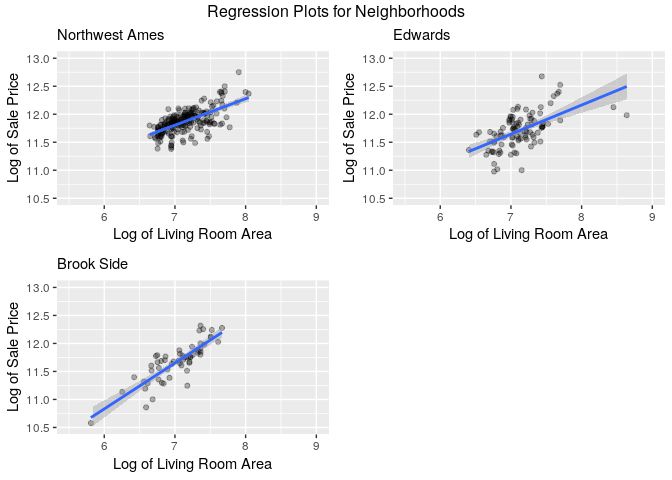 Regression Plots for Neighborhoods
Northwest Ames
13.0
12.5
12.0
11.5
11.0
10.5
Log of Sale Price
6 7 8 9
Log of Living Room Area
Edwards
13.0
12.5
12.0
11.5
11.0
10.5
Log of Sale Price
6 7 8 9
Log of Living Room Area
Brook Side
13.0
12.5
12.0
11.5
11.0
10.5
Log of Sale Price
6 7 8 9
Log of Living Room Area